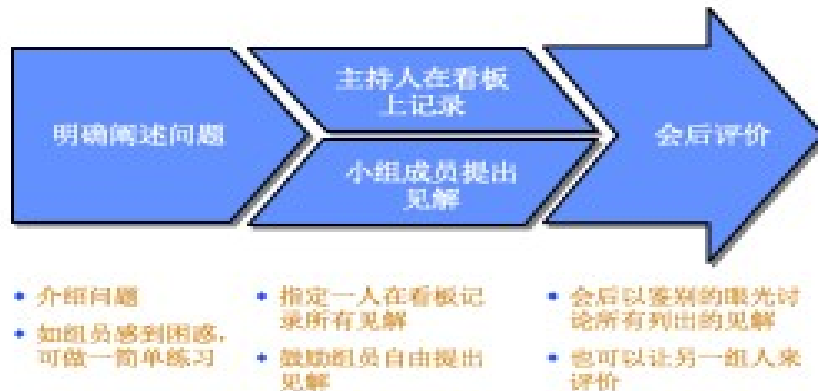 明确阐述问题
主持人在看板
上记录
小组成员提出
见解
会后评价
介绍问题
如组员感到困惑，
可做一简单练习
指定一人在看板记
录所有见解
鼓励组员自由提出
见解
会后以鉴别的眼光讨
论所有列出的见解
也可以让另一组人来
评价